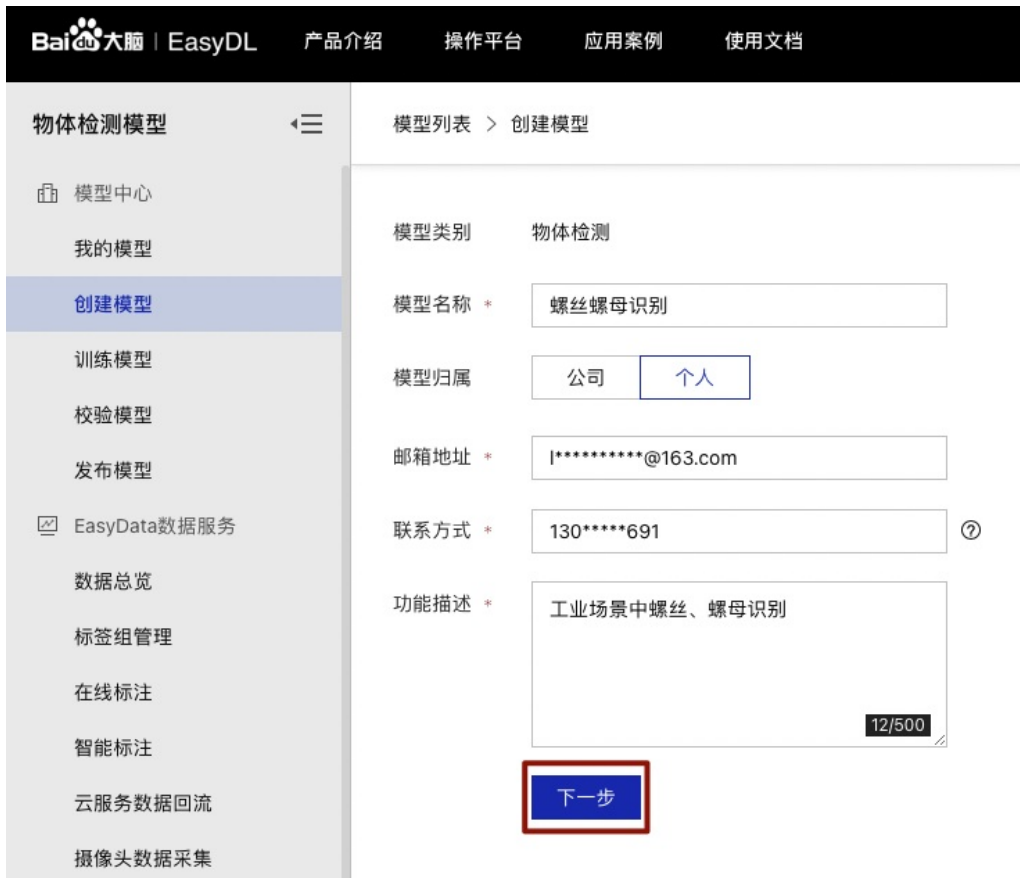 Bai du 大脑 | EasyDL 产品介绍 操作平台 应用案例 使用文档
物体检测模型
模型中心
我的模型
创建模型
训练模型
校验模型
发布模型
EasyData数据服务
数据总览
标签组管理
在线标注
智能标注
云服务数据回流
摄像头数据采集
模型列表 > 创建模型
模型类别 物体检测
模型名称 * 螺丝螺母识别
模型归属 公司 个人
邮箱地址 * l**********@163.com
联系方式 * 130*****691 ?
功能描述 * 工业场景中螺丝、螺母识别
12/500
下一步